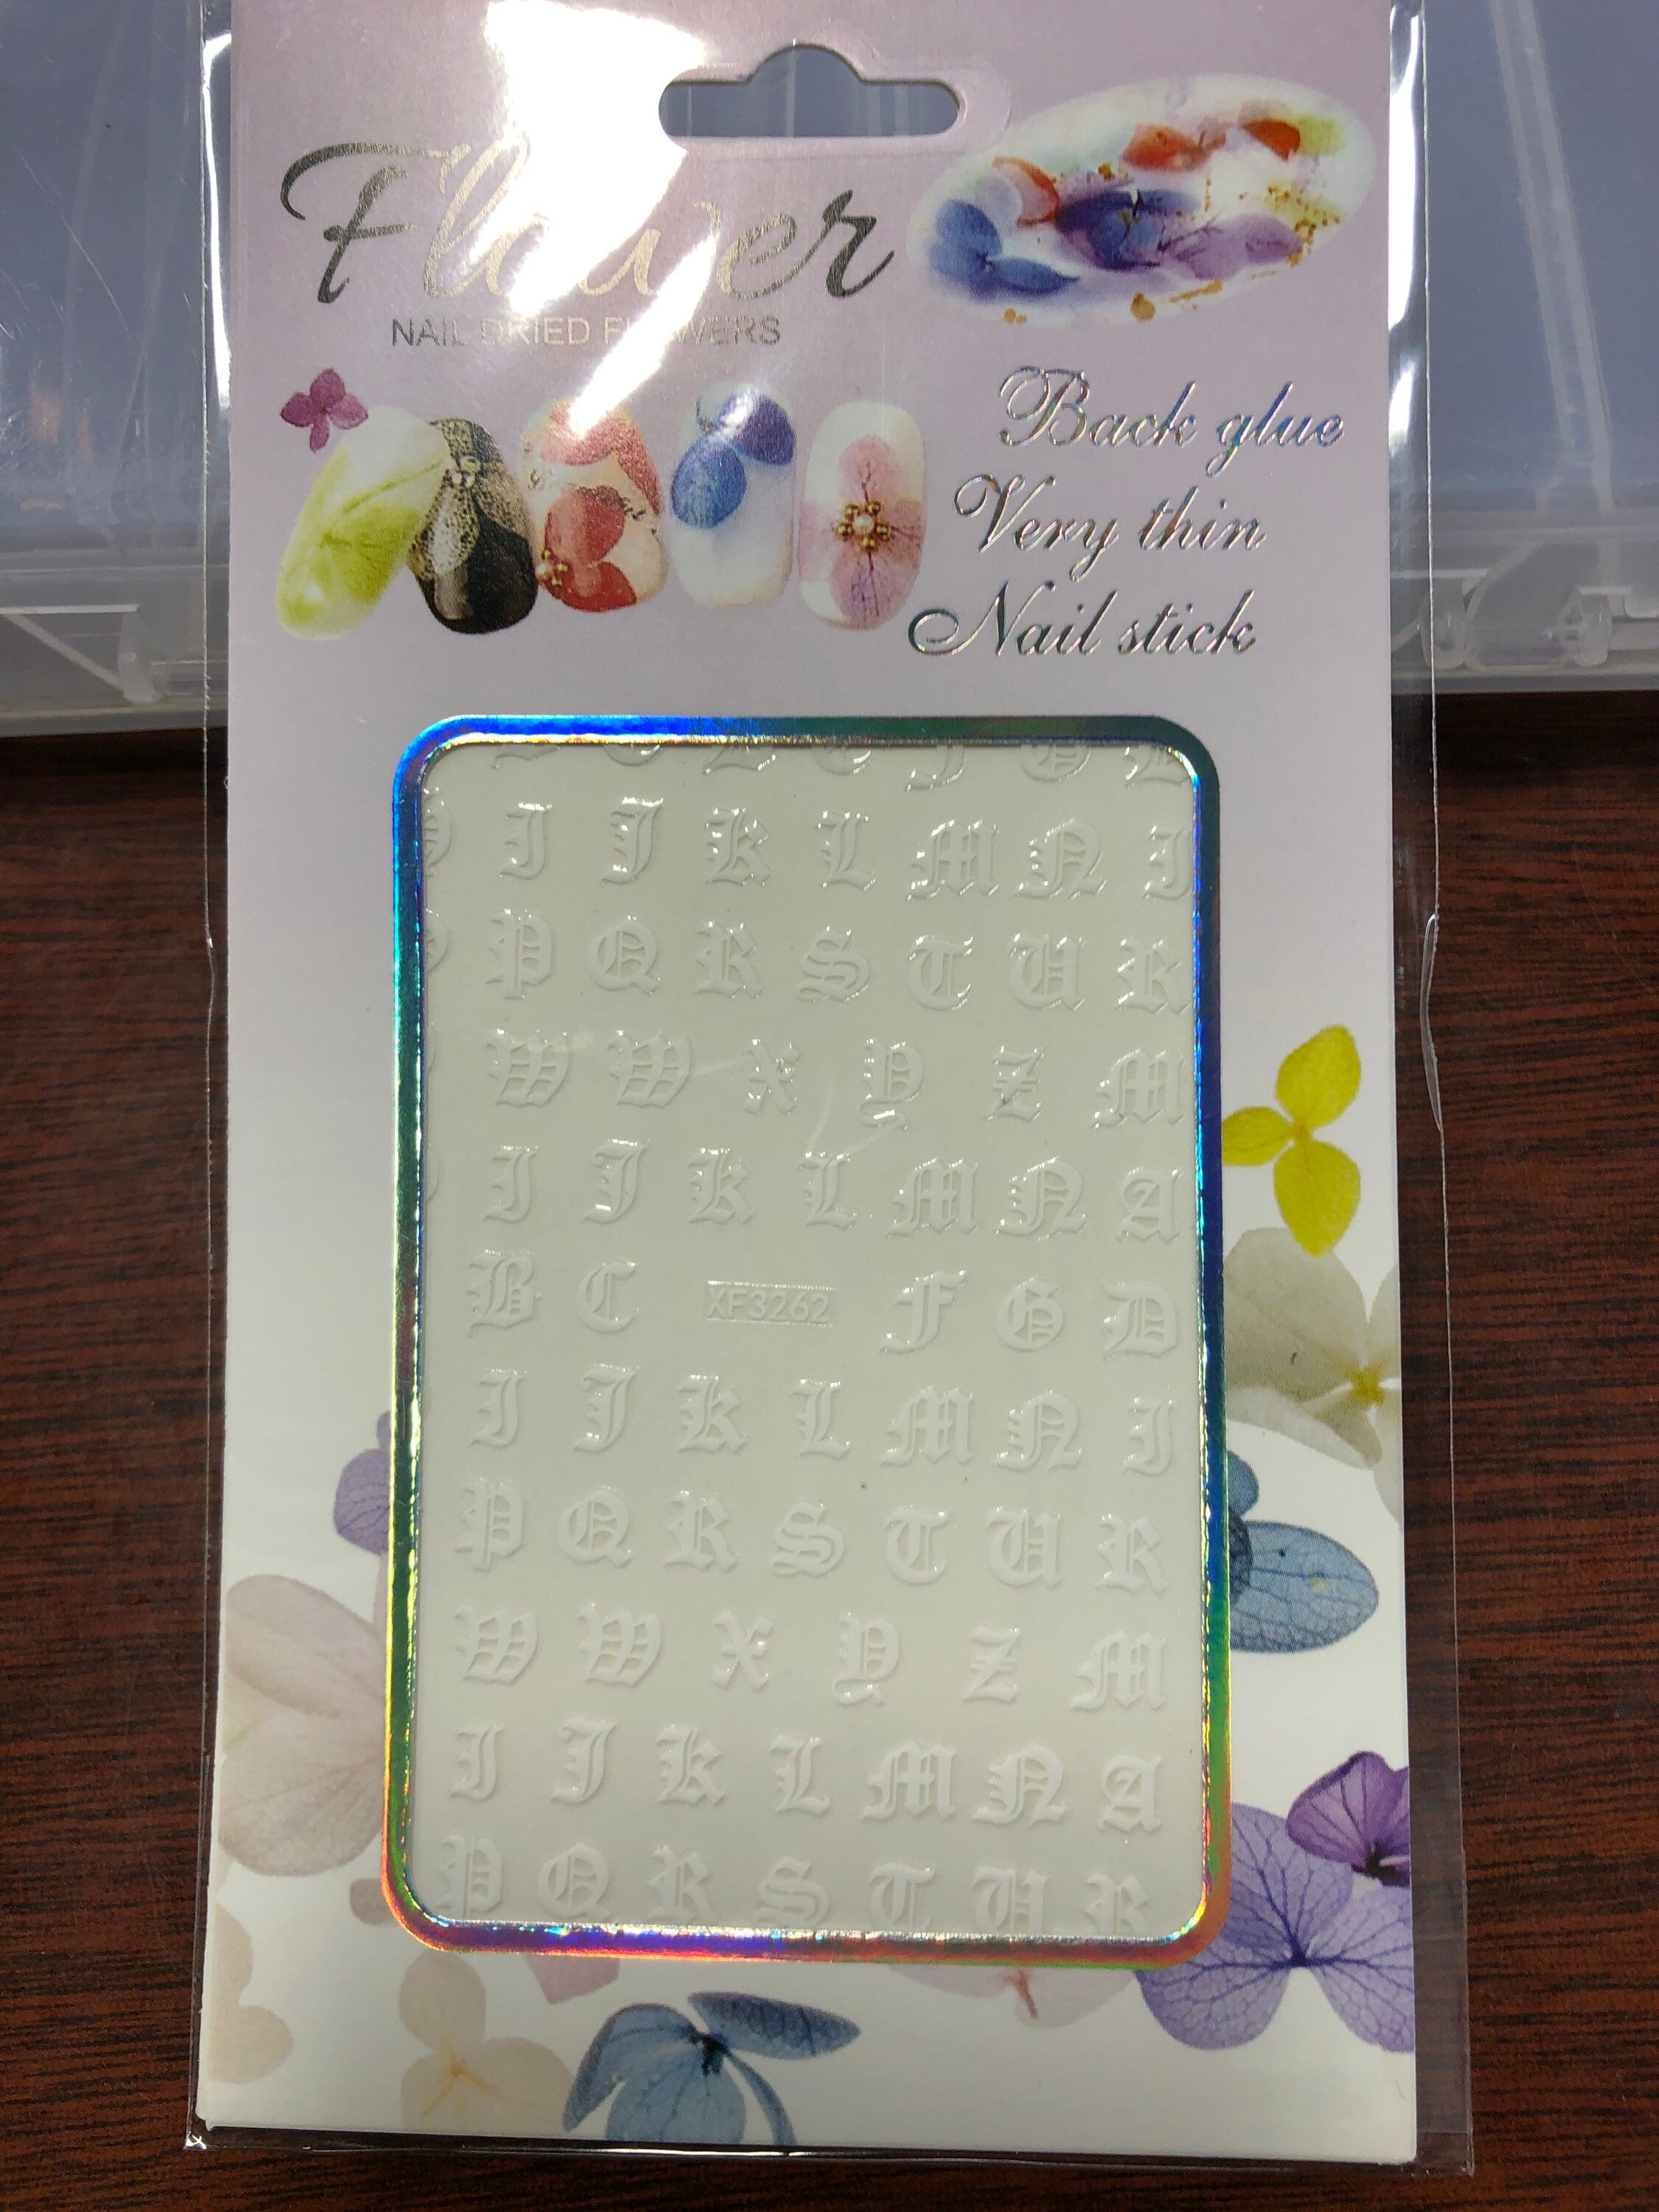 Flower
NAIL DRIED FLOWERS
Back glue
Very thin
Nail stick
I J K L M N I
P Q R S T U R
W W X Y Z M
I J K L M N A
B C XF3262 F G D
I J K L M N I
P Q R S T U R
W W X Y Z M
I J K L M N A
P Q R S T U R